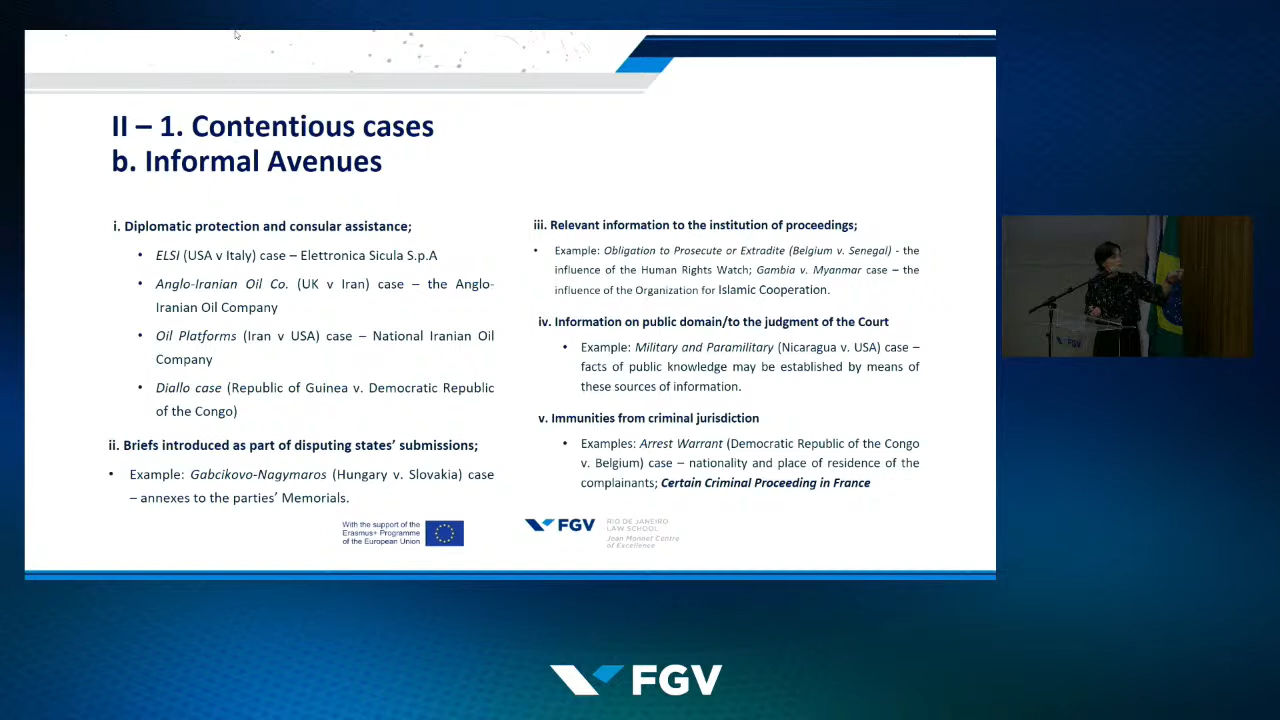 II – 1. Contentious cases
b. Informal Avenues
i. Diplomatic protection and consular assistance;
• ELSI (USA v Italy) case – Elettronica Sicula S.p.A
• Anglo-Iranian Oil Co. (UK v Iran) case – the Anglo-
Iranian Oil Company
• Oil Platforms (Iran v USA) case – National Iranian Oil
Company
• Diallo case (Republic of Guinea v. Democratic Republic
of the Congo)
ii. Briefs introduced as part of disputing states’ submissions;
• Example: Gabcikovo-Nagymaros (Hungary v. Slovakia) case
– annexes to the parties’ Memorials.
iii. Relevant information to the institution of proceedings;
• Example: Obligation to Prosecute or Extradite (Belgium v. Senegal) - the
influence of the Human Rights Watch; Gambia v. Myanmar case – the
influence of the Organization for Islamic Cooperation.
iv. Information on public domain/to the judgment of the Court
• Example: Military and Paramilitary (Nicaragua v. USA) case –
facts of public knowledge may be established by means of
these sources of information.
v. Immunities from criminal jurisdiction
• Examples: Arrest Warrant (Democratic Republic of the Congo
v. Belgium) case – nationality and place of residence of the
complainants; Certain Criminal Proceeding in France
With the support of the
Erasmus+ Programme
of the European Union
FGV
RIO DE JANEIRO
LAW SCHOOL
Jean Monnet Centre
of Excellence
FGV
FGV